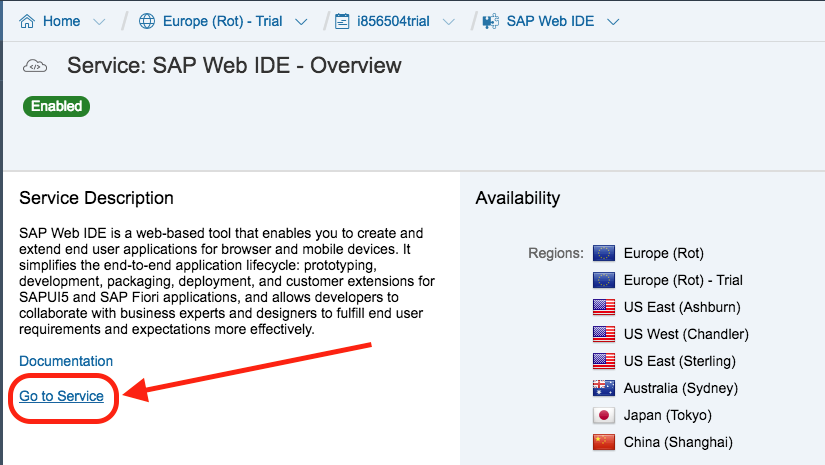 Home Europe (Rot) - Trial i856504trial SAP Web IDE
Service: SAP Web IDE - Overview
Enabled
Service Description
SAP Web IDE is a web-based tool that enables you to create and
extend end user applications for browser and mobile devices. It
simplifies the end-to-end application lifecycle: prototyping,
development, packaging, deployment, and customer extensions for
SAPUI5 and SAP Fiori applications, and allows developers to
collaborate with business experts and designers to fulfill end user
requirements and expectations more effectively.
Documentation
Go to Service
Availability
Regions: Europe (Rot)
Europe (Rot) - Trial
US East (Ashburn)
US West (Chandler)
US East (Sterling)
Australia (Sydney)
Japan (Tokyo)
China (Shanghai)